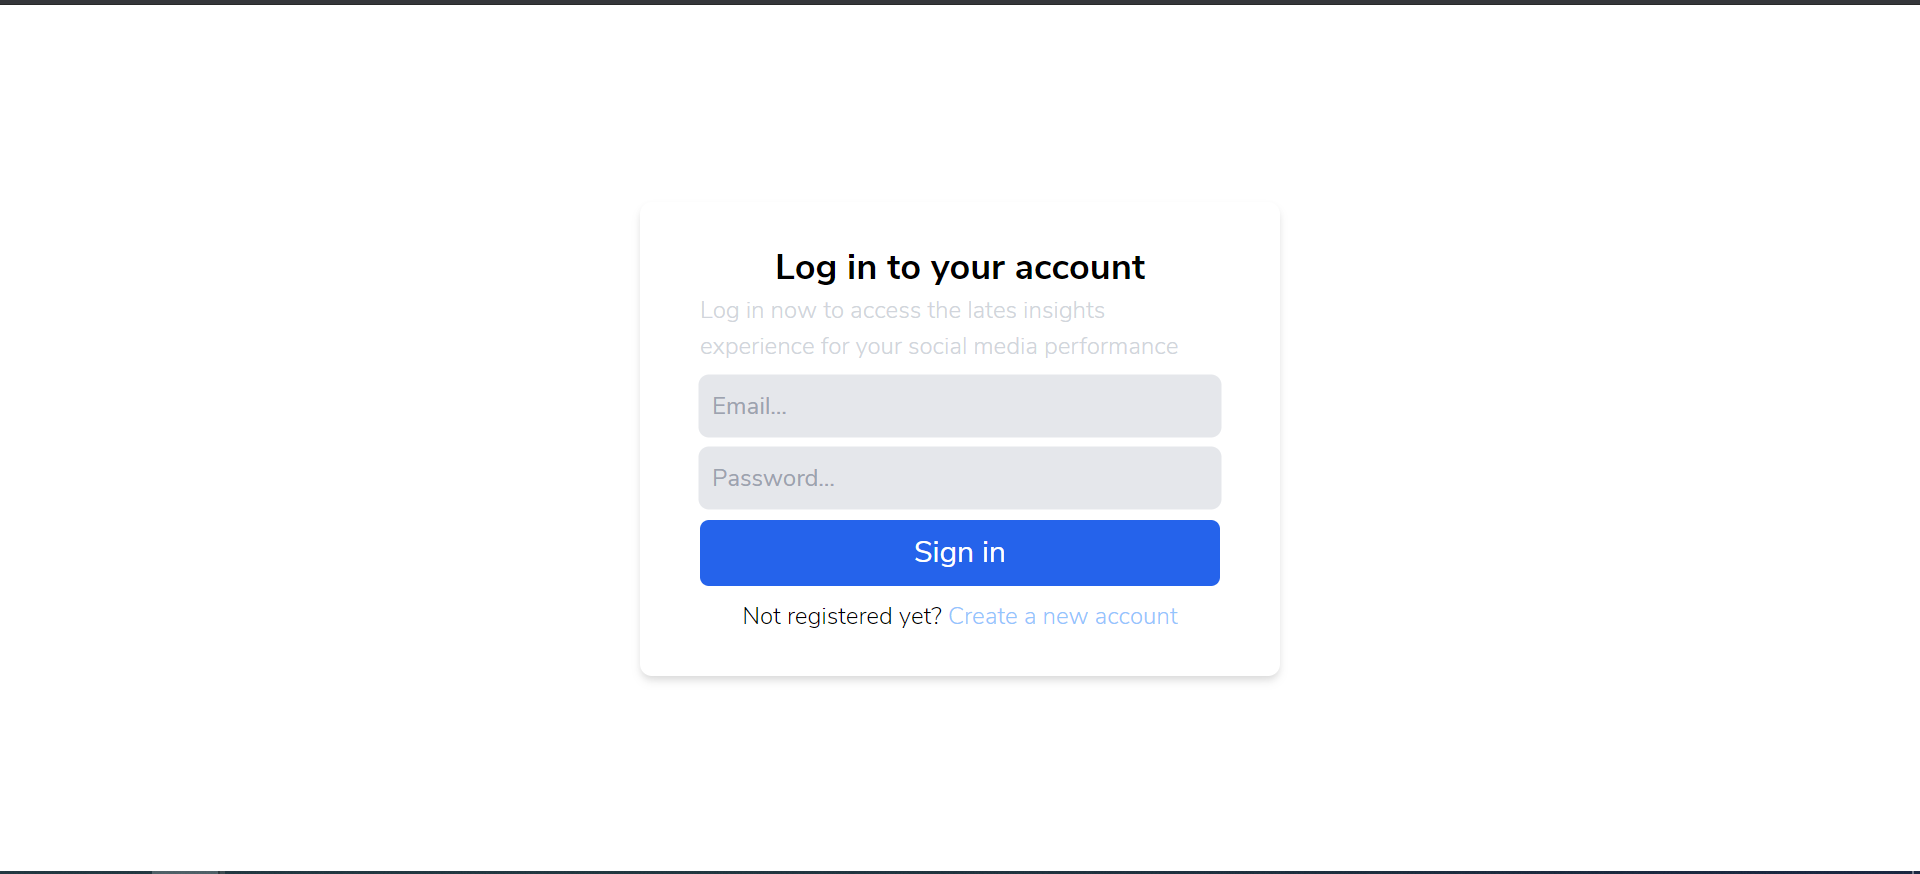 Log in to your account
Log in now to access the lates insights
experience for your social media performance
Email...
Password...
Sign in
Not registered yet? Create a new account